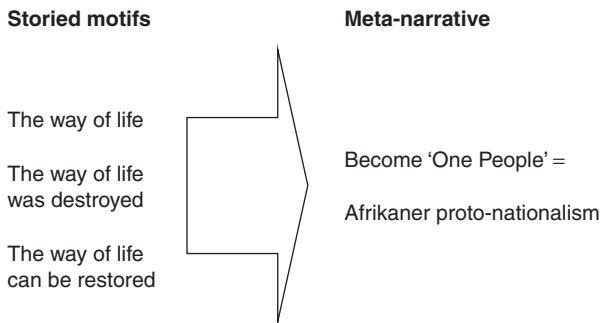 Storied motifs
The way of life
The way of life
was destroyed
The way of life
can be restored
Meta-narrative
Become ‘One People’ =
Afrikaner proto-nationalism